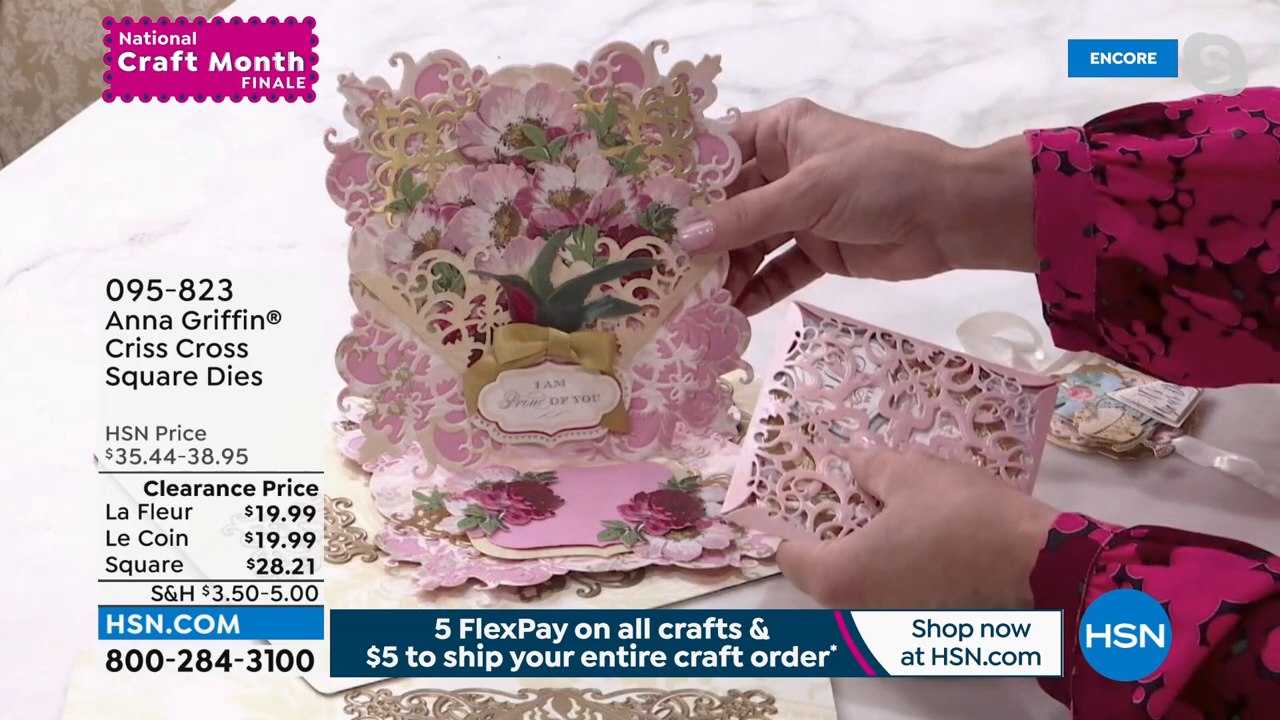 National
Craft Month
FINALE
ENCORE
S
095-823
Anna Griffin®
Criss Cross
Square Dies
HSN Price
$35.44-38.95
Clearance Price
La Fleur $19.99
Le Coin $19.99
Square $28.21
S&H $3.50-5.00
HSN.COM
800-284-3100
I AM
Proud OF YOU
5 FlexPay on all crafts &
$5 to ship your entire craft order*
Shop now
at HSN.com
HSN